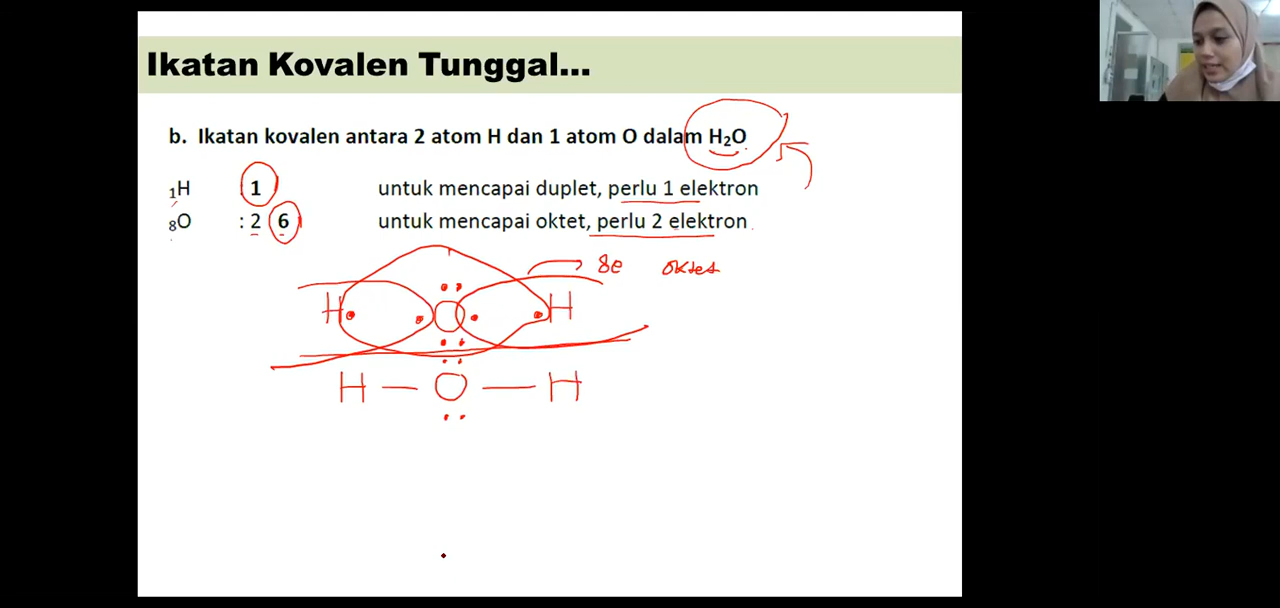 Ikatan Kovalen Tunggal...
b. Ikatan kovalen antara 2 atom H dan 1 atom O dalam H₂O
₁H 1 untuk mencapai duplet, perlu 1 elektron
₈O : 2 6 untuk mencapai oktet, perlu 2 elektron
8e oktet
H O H
H – O – H